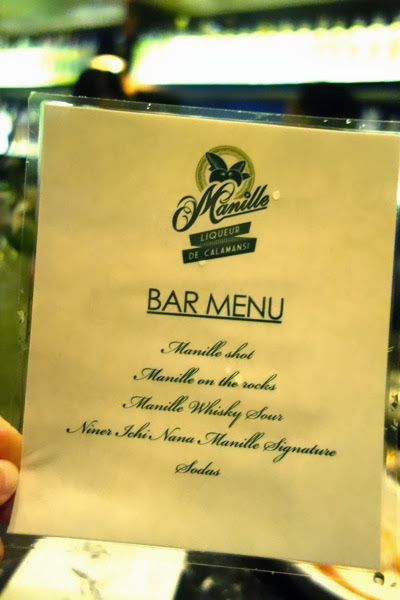 Manille
LIQUEUR
DE CALAMANSI
BAR MENU
Manille shot
Manille on the rocks
Manille Whisky Sour
Niner Ichi Nana Manille Signature
Sodas